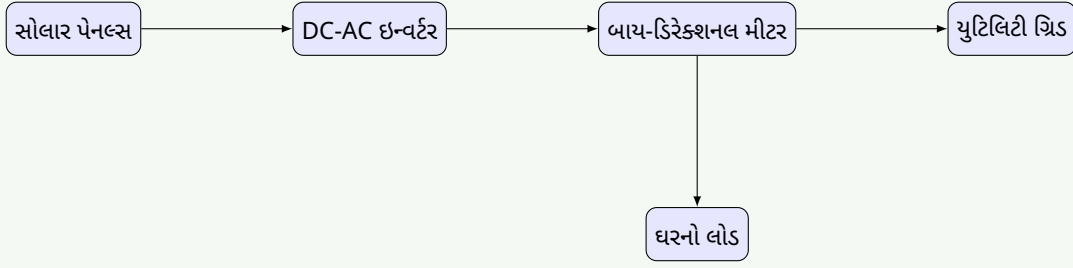 સોલાર પેનલ્સ
DC-AC ઇન્વર્ટર
બાય-ડિરેક્શનલ મીટર
યુટિલિટી ગ્રિડ
ઘરનો લોડ